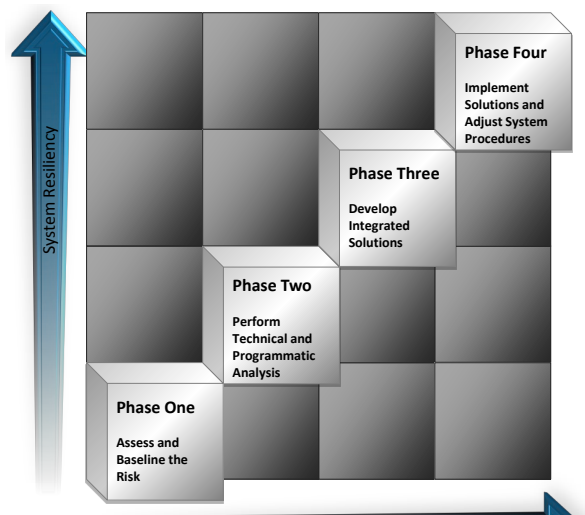 Phase Four
Implement
Solutions and
Adjust System
Procedures
Phase Three
Develop
Integrated
Solutions
Phase Two
Perform
Technical and
Programmatic
Analysis
Phase One
Assess and
Baseline the
Risk
System Resiliency